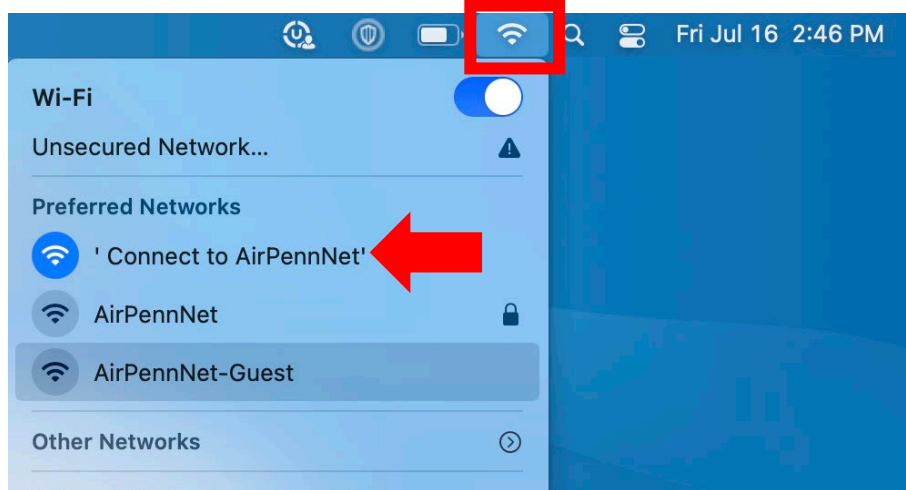 Fri Jul 16 2:46 PM
Wi-Fi
Unsecured Network...
Preferred Networks
' Connect to AirPennNet'
AirPennNet
AirPennNet-Guest
Other Networks